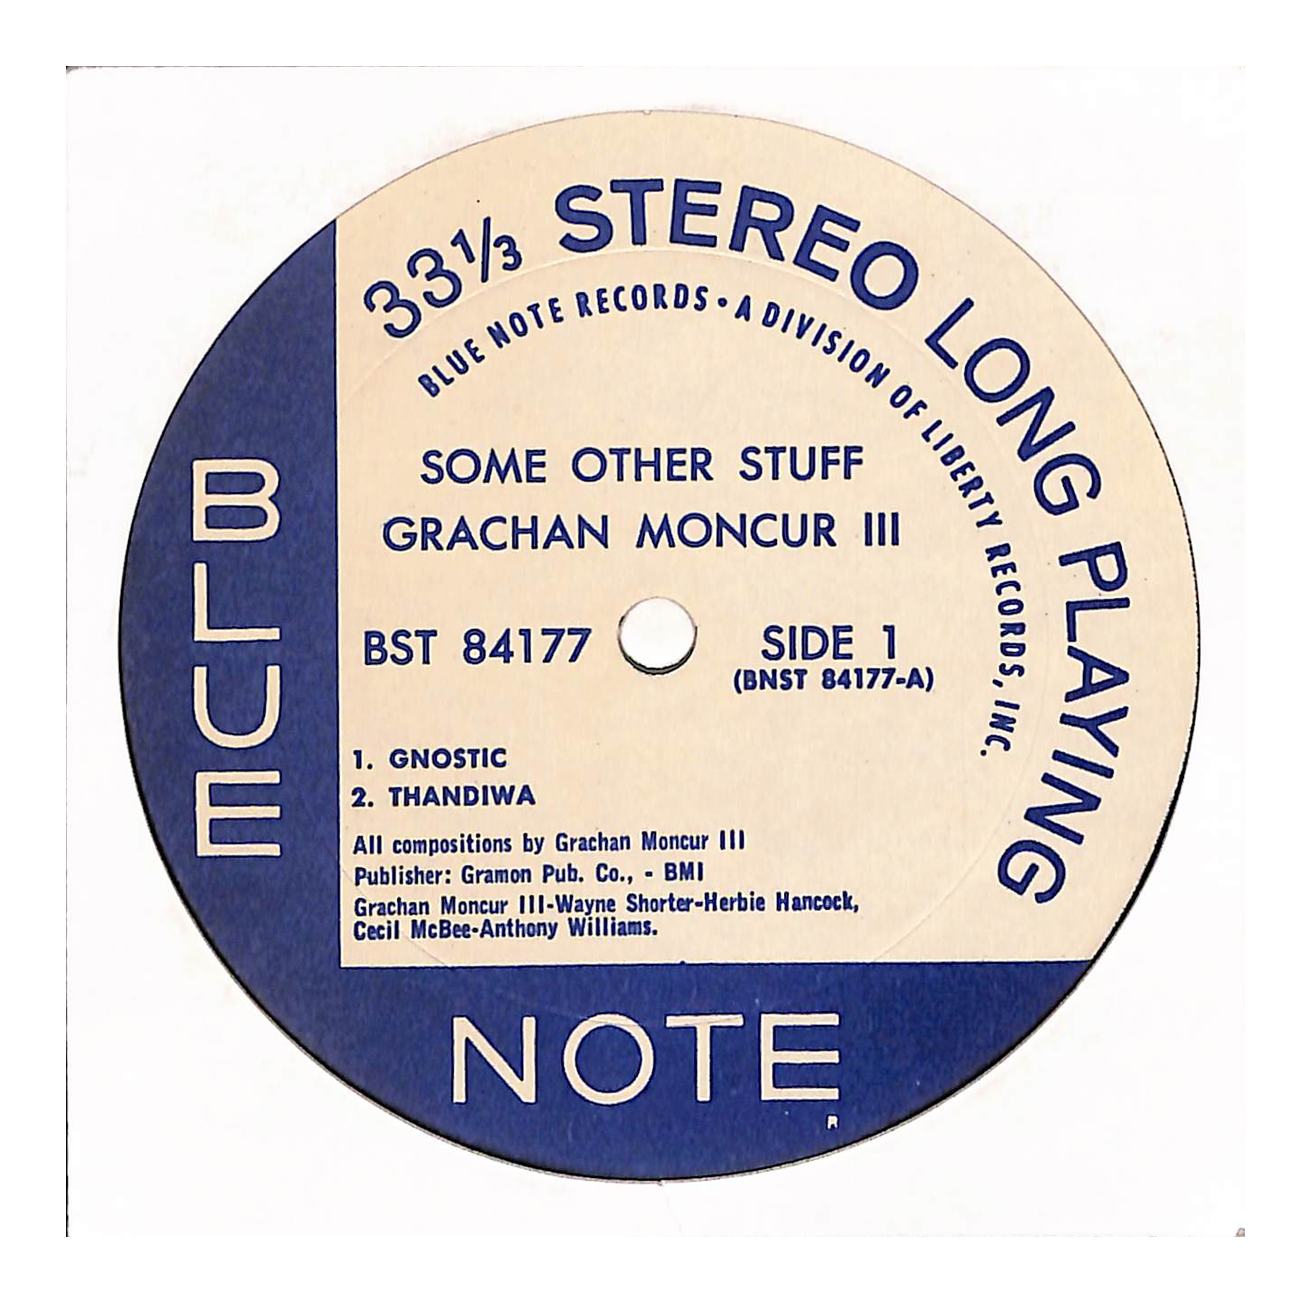 33⅓ STEREO LONG PLAYING
BLUE NOTE RECORDS • A DIVISION OF LIBERTY RECORDS, INC.
SOME OTHER STUFF
GRACHAN MONCUR III
BST 84177
SIDE 1
(BNST 84177-A)
1. GNOSTIC
2. THANDIWA
All compositions by Grachan Moncur III
Publisher: Gramon Pub. Co., - BMI
Grachan Moncur III-Wayne Shorter-Herbie Hancock,
Cecil McBee-Anthony Williams.
BLUE
NOTE
R